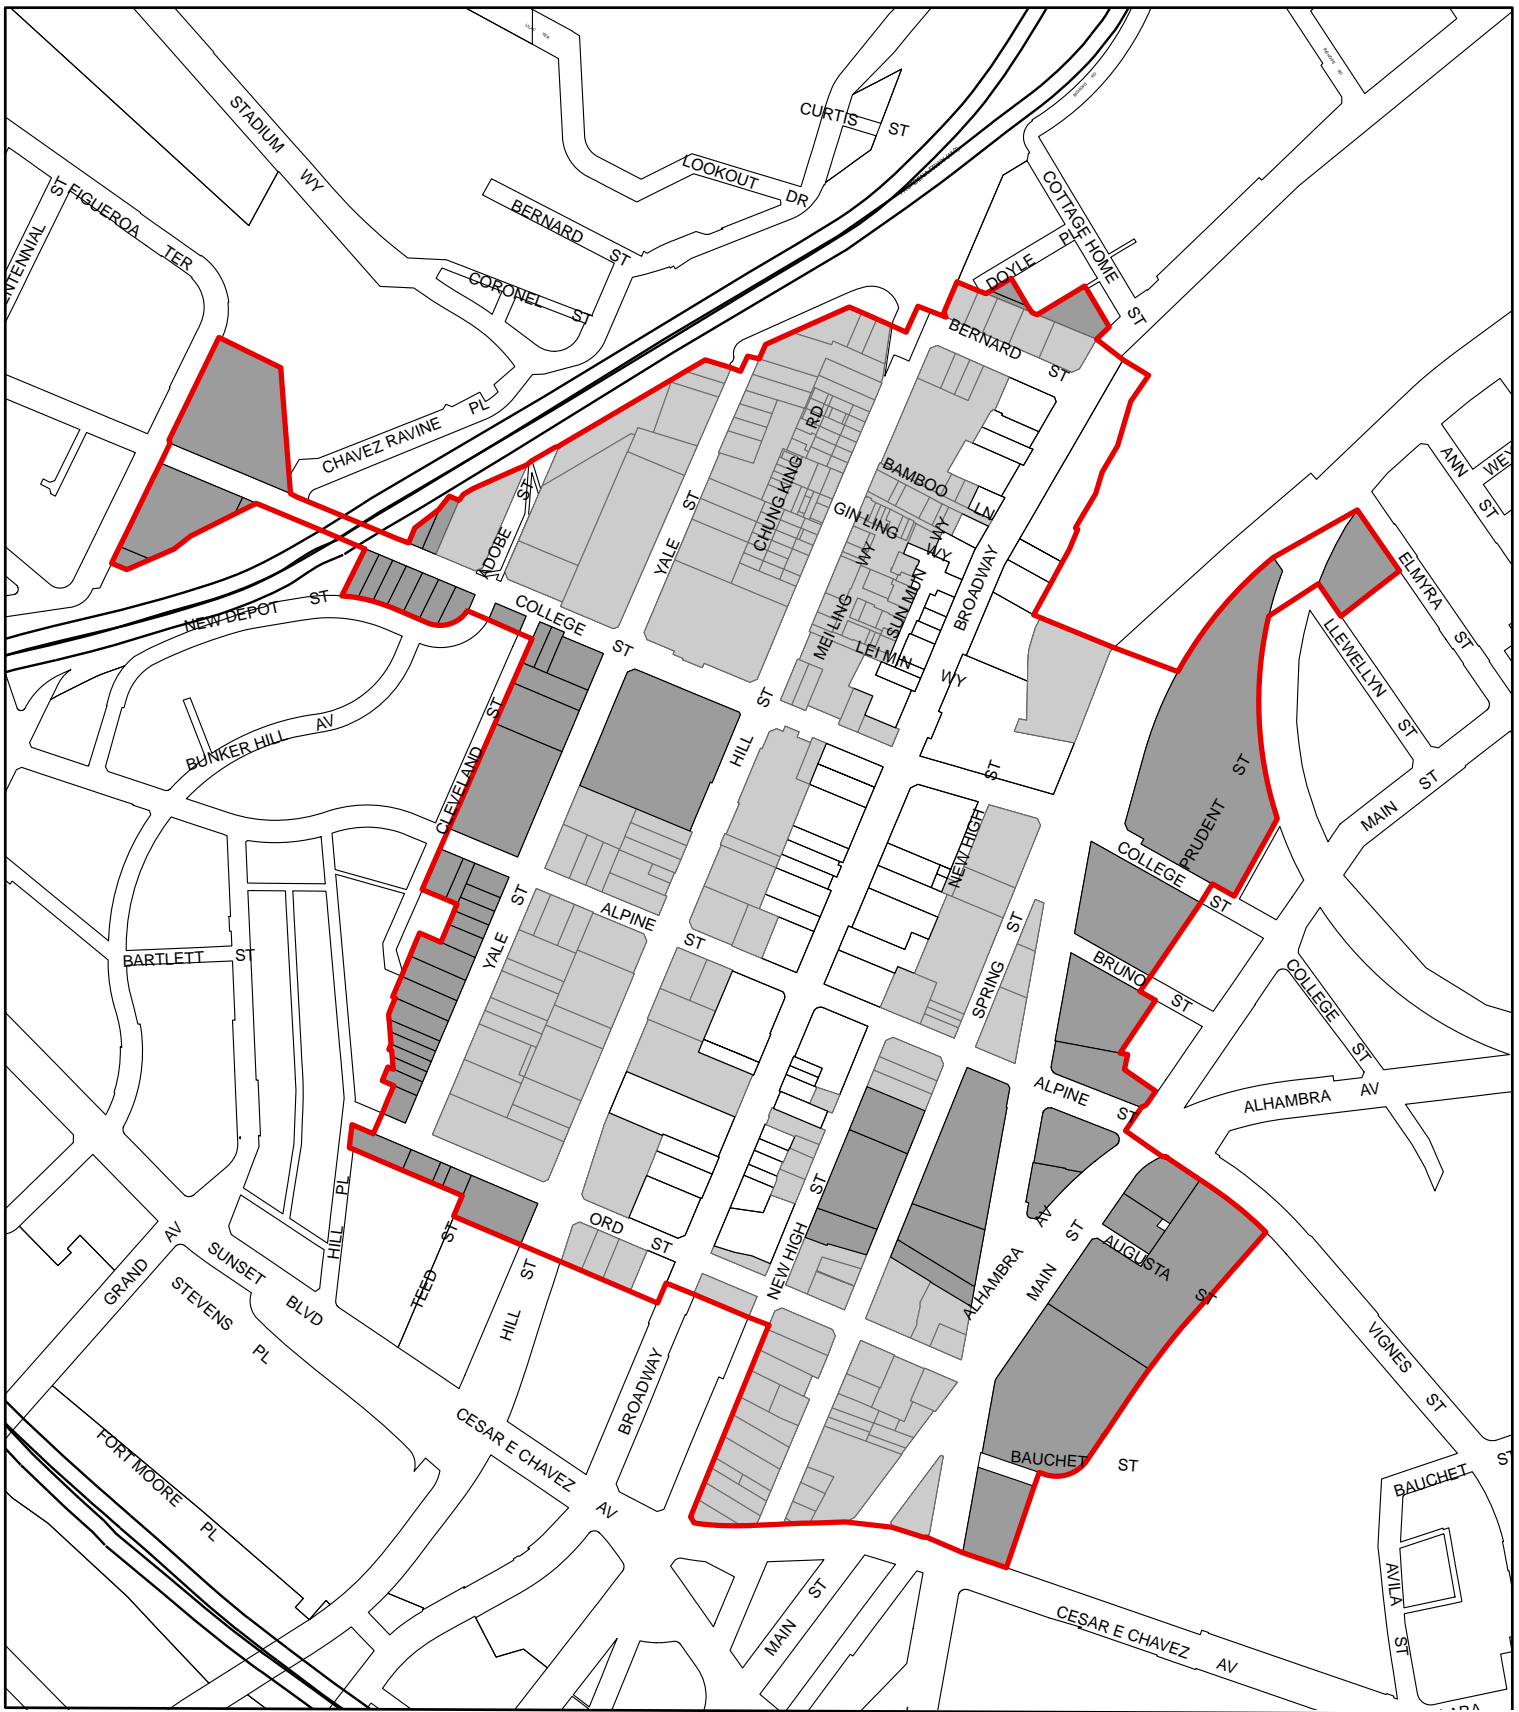 STADIUM WY
CURTIS ST
LOOKOUT DR
BERNARD ST
CORONEL ST
FIGUEROA TER
ST
COTTAGE HOME ST
DOYLE PL
BERNARD ST
CHAVEZ RAVINE PL
CHUNG KING RD
BAMBOO LN
GIN LING WY
WY
MEI LING WY
SUN MUN WY
LEI MIN WY
ADOBE ST
YALE ST
BROADWAY
COLLEGE ST
NEW DEPOT ST
ANN ST
ELMYRA ST
LLEWELLYN ST
MAIN ST
BUNKER HILL AV
CLEVELAND ST
HILL ST
NEW HIGH ST
PRUDENT ST
COLLEGE ST
YALE ST
ALPINE ST
SPRING ST
BRUNO ST
COLLEGE ST
BARTLETT ST
ALPINE ST
ALHAMBRA AV
HILL PL
ORD ST
NEW HIGH ST
ALHAMBRA AV
MAIN ST
AUGUSTA ST
GRAND AV
SUNSET BLVD
STEVENS PL
TEED ST
HILL ST
BROADWAY
VIGNES ST
CESAR E CHAVEZ AV
BAUCHET ST
BAUCHET ST
FORT MOORE PL
AVILA ST
MAIN ST
CESAR E CHAVEZ AV